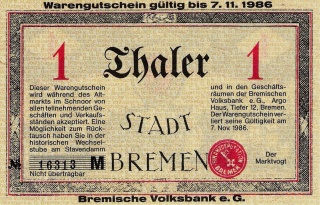 Warengutschein gültig bis 7. 11. 1986
1 Thaler 1
Dieser Warengutschein
wird während des Alt-
markts im Schnoor von
allen teilnehmenden Ge-
schäften und Verkaufs-
ständen akzeptiert. Eine
Möglichkeit zum Rück-
tausch haben Sie in der
historischen Wechsel-
stube am Stavendamm
und in den Geschäfts-
räumen der Bremischen
Volksbank e.G., Argo
Haus, Tiefer 12, Bremen.
Der Warengutschein ver-
liert seine Gültigkeit am
7. Nov. 1986.
STADT
BREMEN
№ 16313 M
Nicht übertragbar
BREMEN
Der
Marktvogt
Bremische Volksbank e. G.